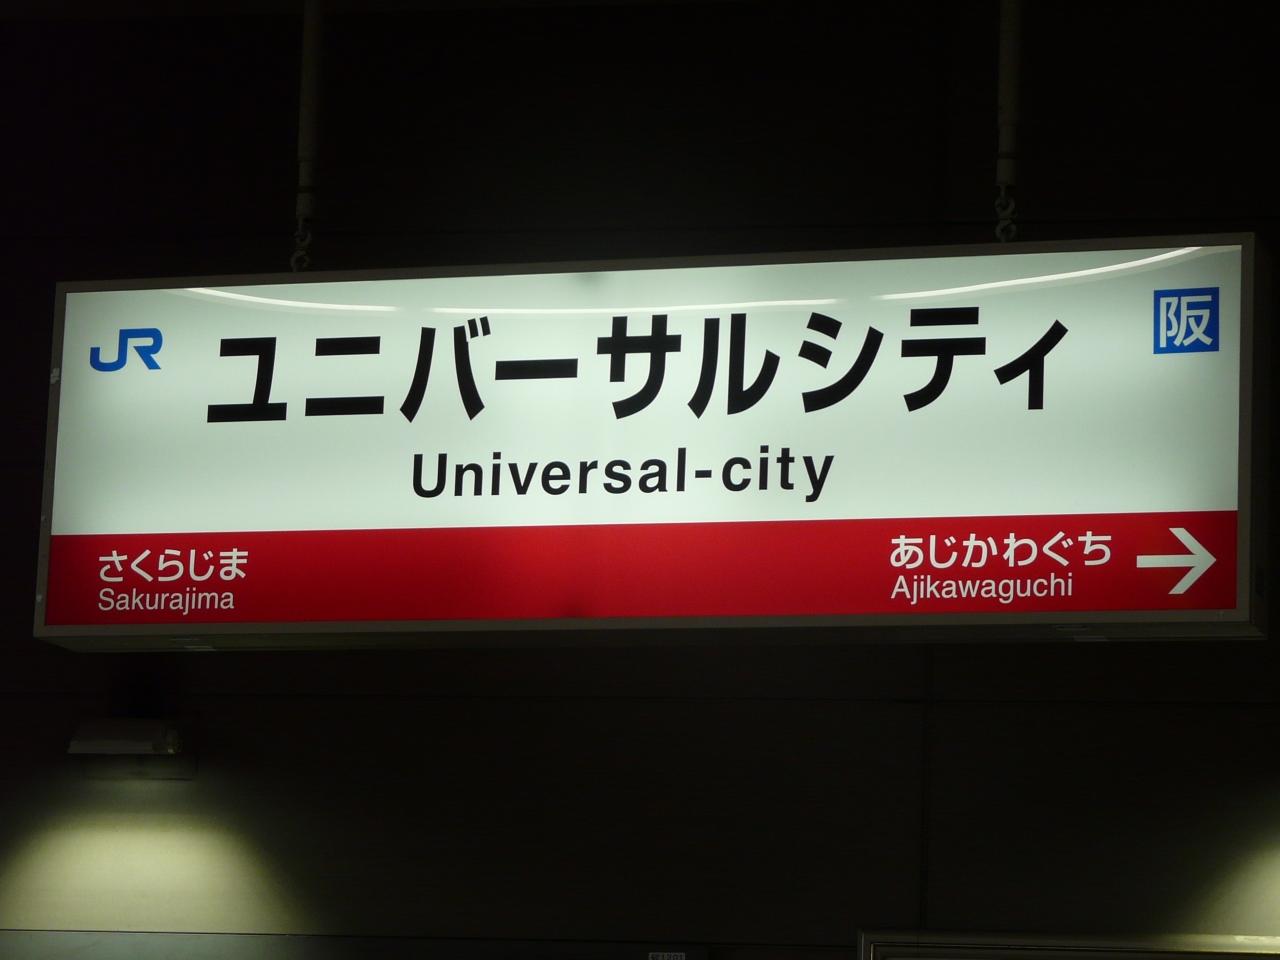 JR
ユニバーサルシティ
阪
Universal-city
さくらじま
Sakurajima
あじかわぐち
Ajikawaguchi
→